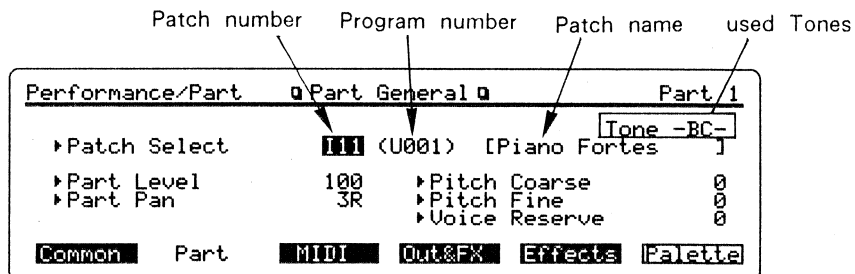 Patch number Program number Patch name used Tones
Performance/Part Part General Part 1
Tone -BC-
Patch Select I11 (U001) [Piano Fortes ]
Part Level 100 Pitch Coarse 0
Part Pan 3R Pitch Fine 0
Voice Reserve 0
Common Part MIDI Out&FX Effects Palette